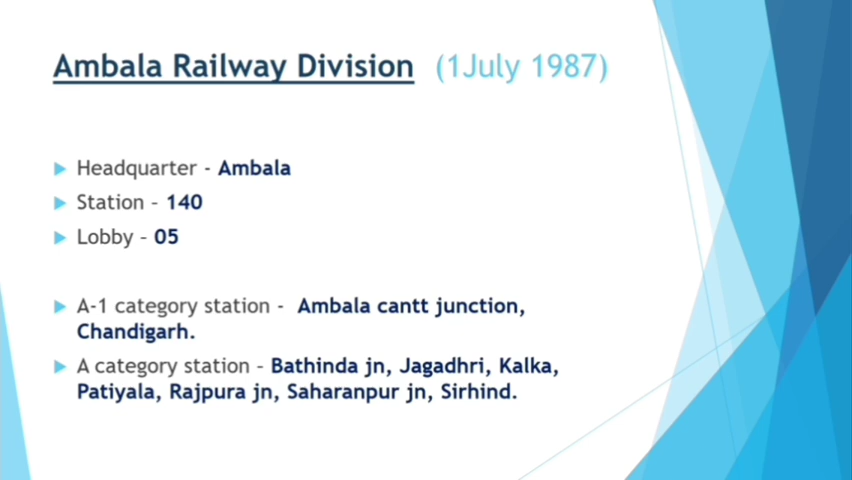 Ambala Railway Division (1July 1987)
Headquarter - Ambala
Station - 140
Lobby - 05
A-1 category station - Ambala cantt junction,
Chandigarh.
A category station - Bathinda jn, Jagadhri, Kalka,
Patiyala, Rajpura jn, Saharanpur jn, Sirhind.